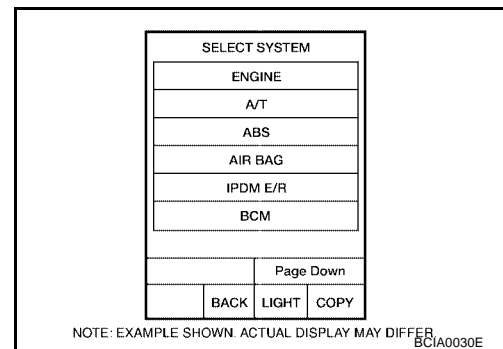 SELECT SYSTEM
ENGINE
A/T
ABS
AIR BAG
IPDM E/R
BCM
Page Down
BACK LIGHT COPY
NOTE: EXAMPLE SHOWN. ACTUAL DISPLAY MAY DIFFER
BCIA0030E